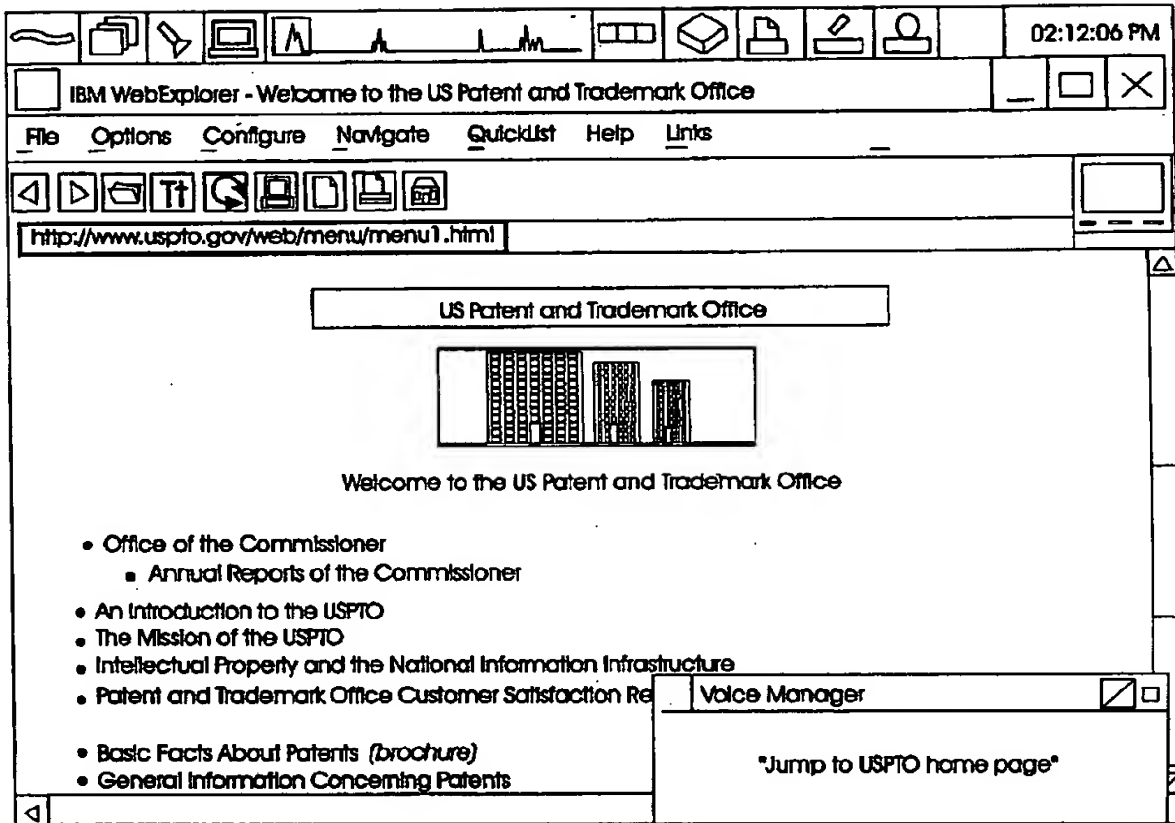 02:12:06 PM
IBM WebExplorer - Welcome to the US Patent and Trademark Office
File Options Configure Navigate QuickList Help Links
Tt
http://www.uspto.gov/web/menu/menu1.html
US Patent and Trademark Office
Welcome to the US Patent and Trademark Office
• Office of the Commissioner
▪ Annual Reports of the Commissioner
• An Introduction to the USPTO
• The Mission of the USPTO
• Intellectual Property and the National Information Infrastructure
• Patent and Trademark Office Customer Satisfaction Re
• Basic Facts About Patents (brochure)
• General Information Concerning Patents
Voice Manager
"Jump to USPTO home page"